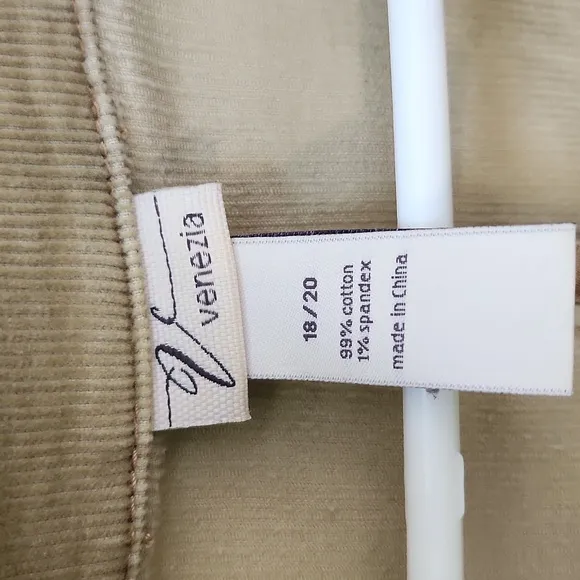 V
venezia
18/20
99% cotton
1% spandex
made in China